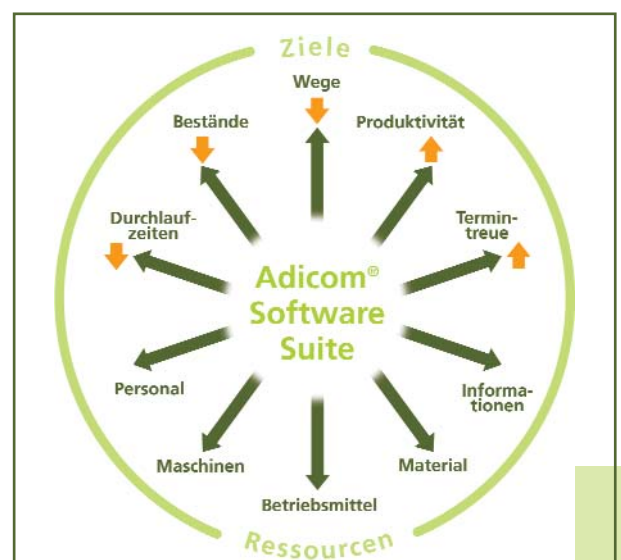 Ziele
Wege
Bestände
Produktivität
Durchlauf-
zeiten
Termin-
treue
Adicom®
Software
Suite
Personal
Informa-
tionen
Maschinen
Material
Betriebsmittel
Ressourcen